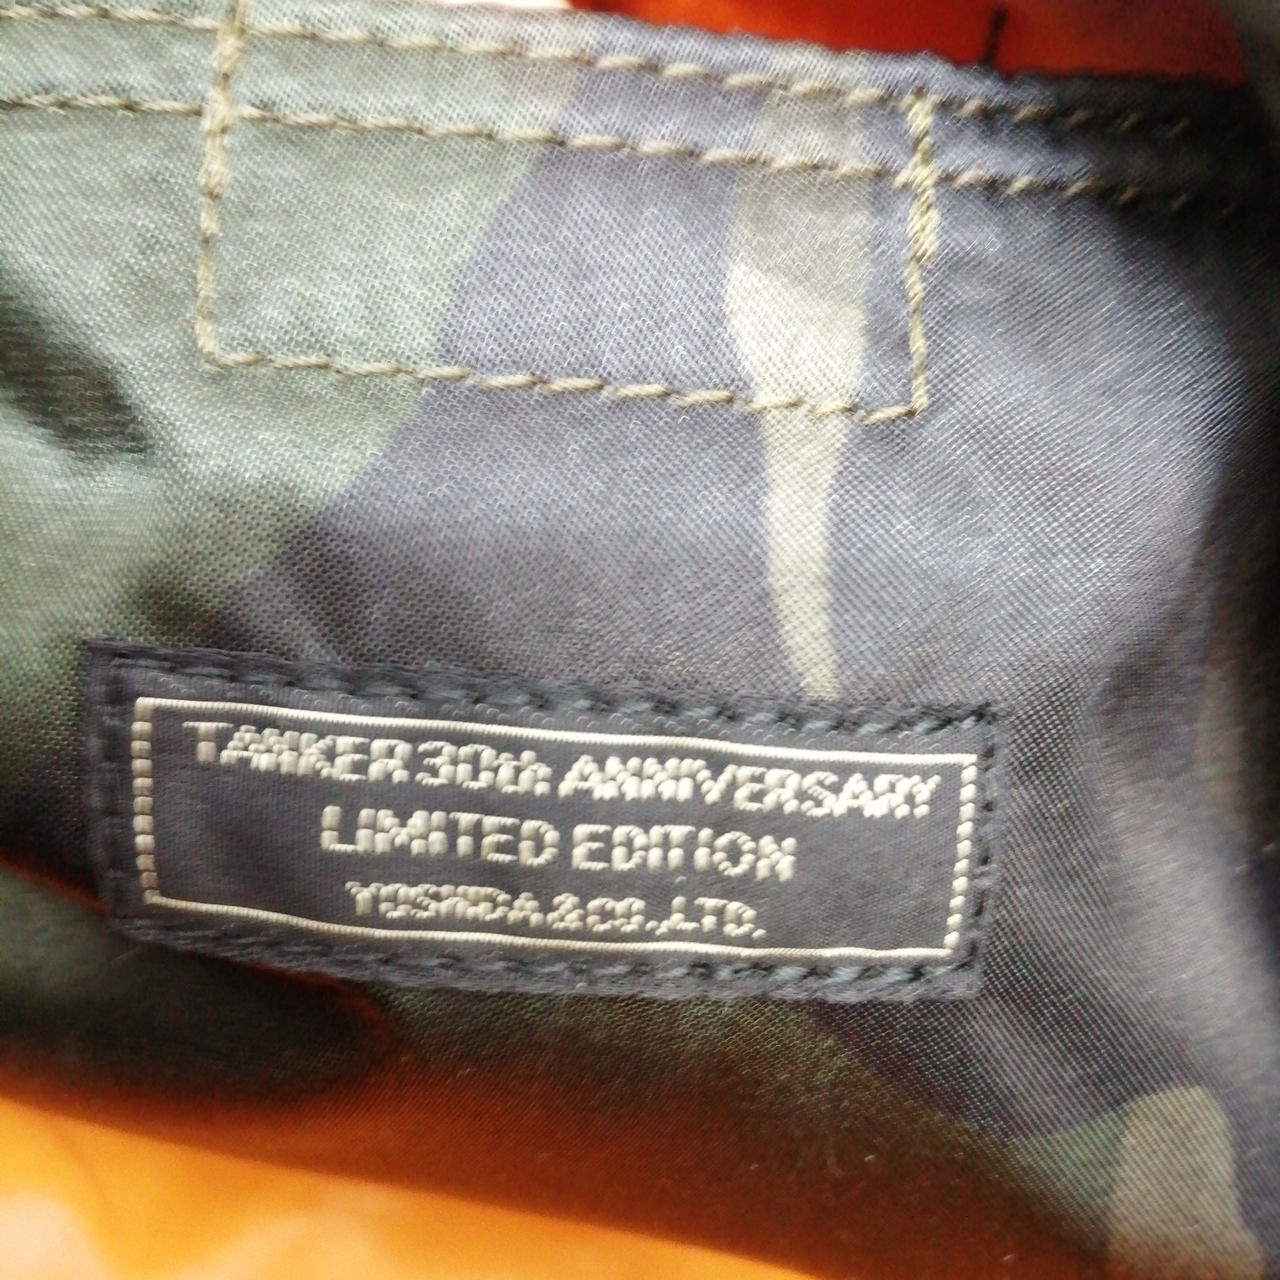 TANKER 30th ANNIVERSARY
LIMITED EDITION
YOSHIDA & CO.,LTD.